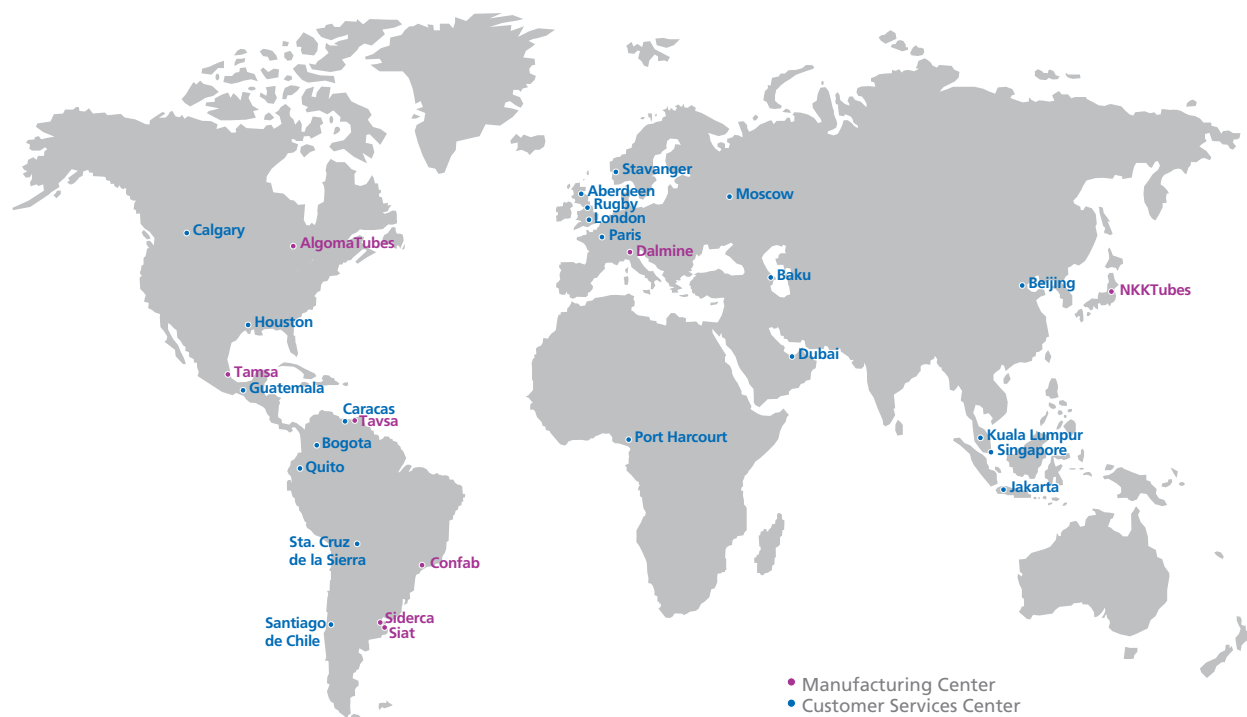 Stavanger
Aberdeen
Rugby
London
Moscow
Calgary
AlgomaTubes
Paris
Dalmine
Baku
Beijing
NKKTubes
Houston
Dubai
Tamsa
Guatemala
Caracas
Tavsa
Port Harcourt
Kuala Lumpur
Bogota
Singapore
Quito
Jakarta
Sta. Cruz
de la Sierra
Confab
Siderca
Santiago
de Chile
Siat
Manufacturing Center
Customer Services Center